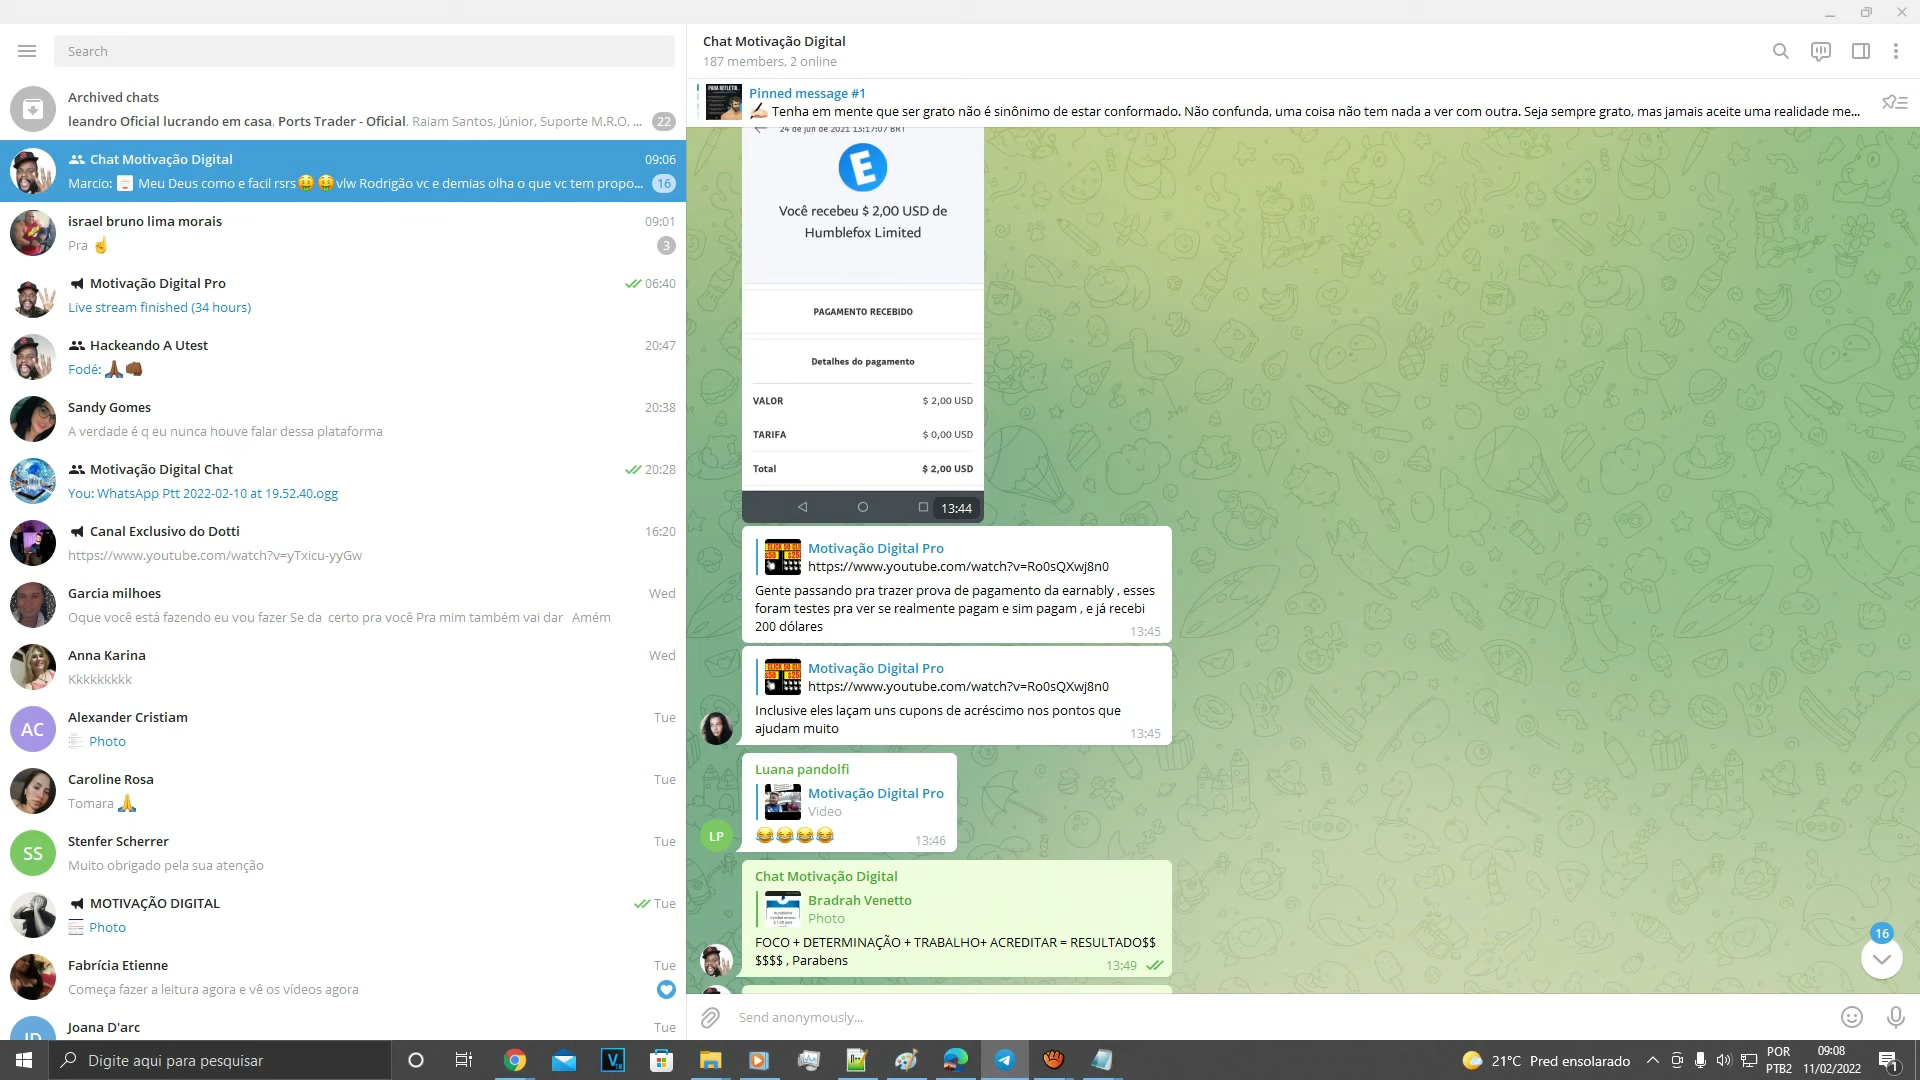 Search
Archived chats
leandro Oficial lucrando em casa, Ports Trader - Oficial, Raiam Santos, Júnior, Suporte M.R.O, ...
22
Chat Motivação Digital
09:06
Marcio: Meu Deus como e facil rsrs🤑🤑vlw Rodrigão vc e demias olha o que vc tem propo...
16
israel bruno lima morais
09:01
Pra ☝
3
Motivação Digital Pro
06:40
Live stream finished (34 hours)
Hackeando A Utest
20:47
Fodé: 🙏🏾👊🏾
Sandy Gomes
20:38
A verdade é q eu nunca houve falar dessa plataforma
Motivação Digital Chat
20:28
You: WhatsApp Ptt 2022-02-10 at 19.52.40.ogg
Canal Exclusivo do Dotti
16:20
https://www.youtube.com/watch?v=yTxicu-yyGw
Garcia milhoes
Wed
Oque você está fazendo eu vou fazer Se da certo pra você Pra mim também vai dar Amém
Anna Karina
Wed
Kkkkkkkkk
AC
Alexander Cristiam
Tue
Photo
Caroline Rosa
Tue
Tomara 🙏
SS
Stenfer Scherrer
Tue
Muito obrigado pela sua atenção
MOTIVAÇÃO DIGITAL
Tue
Photo
Fabrícia Etienne
Tue
Começa fazer a leitura agora e vê os vídeos agora
JD
Joana D'arc
Tue
Chat Motivação Digital
187 members, 2 online
Pinned message #1
✍🏻 Tenha em mente que ser grato não é sinônimo de estar conformado. Não confunda, uma coisa não tem nada a ver com outra. Seja sempre grato, mas jamais aceite uma realidade me...
24 de jun de 2021 13:17:07 BRT
E
Você recebeu $ 2,00 USD de
Humblefox Limited
PAGAMENTO RECEBIDO
Detalhes do pagamento
VALOR $ 2,00 USD
TARIFA $ 0,00 USD
Total $ 2,00 USD
13:44
Motivação Digital Pro
https://www.youtube.com/watch?v=Ro0sQXwj8n0
Gente passando pra trazer prova de pagamento da earnably , esses
foram testes pra ver se realmente pagam e sim pagam , e já recebi
200 dólares
13:45
Motivação Digital Pro
https://www.youtube.com/watch?v=Ro0sQXwj8n0
Inclusive eles laçam uns cupons de acréscimo nos pontos que
ajudam muito
13:45
Luana pandolfi
Motivação Digital Pro
Video
LP
😂😂😂😂
13:46
Chat Motivação Digital
Bradrah Venetto
Photo
FOCO + DETERMINAÇÃO + TRABALHO+ ACREDITAR = RESULTADO$$
$$$$ , Parabens
13:49
16
Send anonymously...
Digite aqui para pesquisar
21°C Pred ensolarado
POR
PTB2
09:08
11/02/2022
1